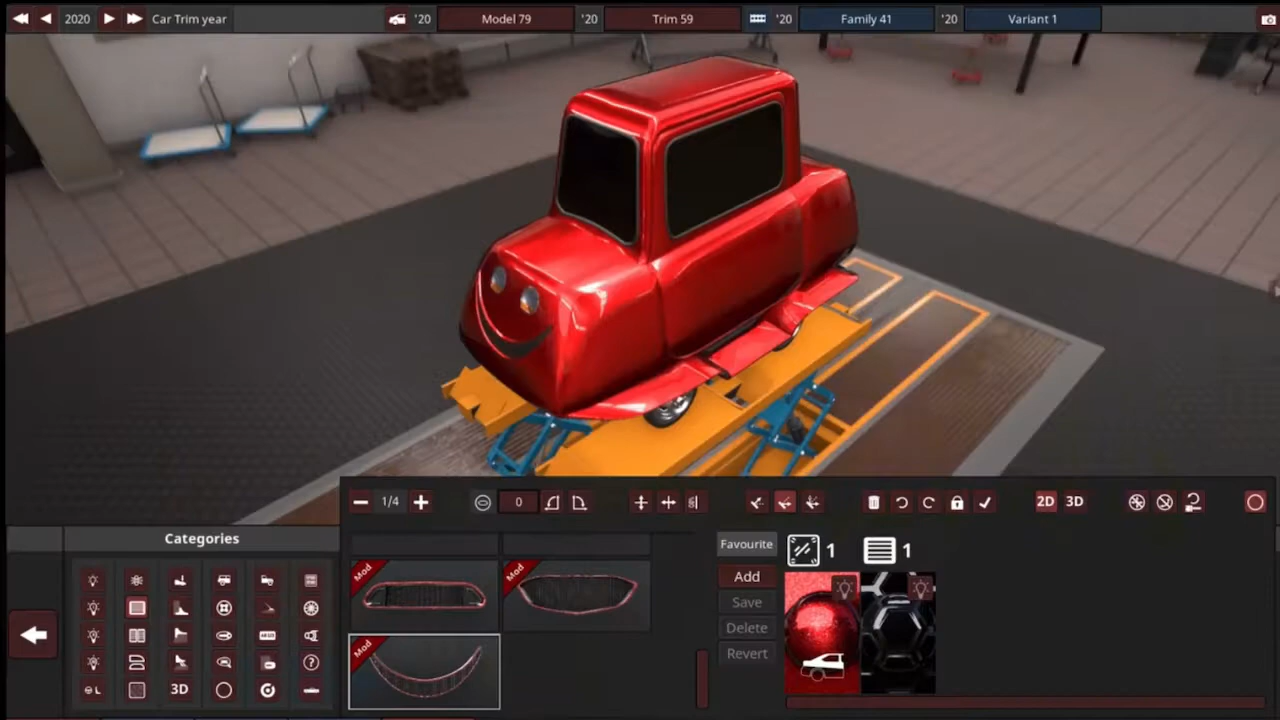 2020 Car Trim year '20 Model 79 '20 Trim 59 '20 Family 41 '20 Variant 1
1/4 0 2D 3D
Categories
Favourite 1 1
Add
Save
Delete
Revert
Mod Mod
Mod
L 3D